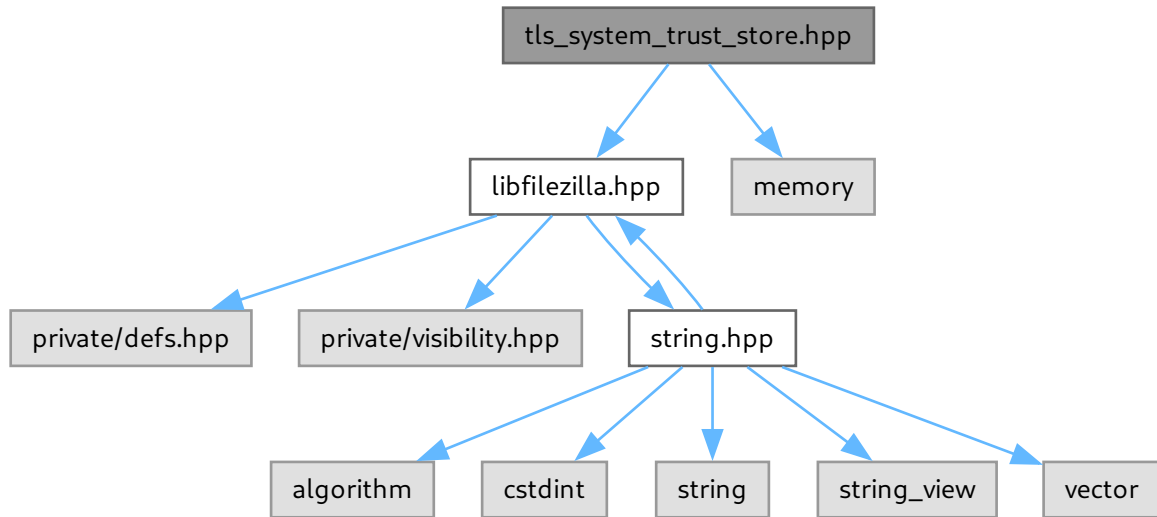 tls_system_trust_store.hpp
libfilezilla.hpp
memory
private/defs.hpp
private/visibility.hpp
string.hpp
algorithm
cstdint
string
string_view
vector